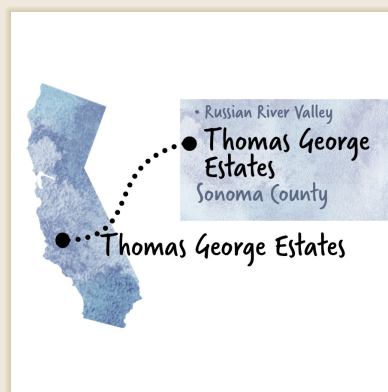 • Russian River Valley
Thomas George
Estates
Sonoma County
Thomas George Estates